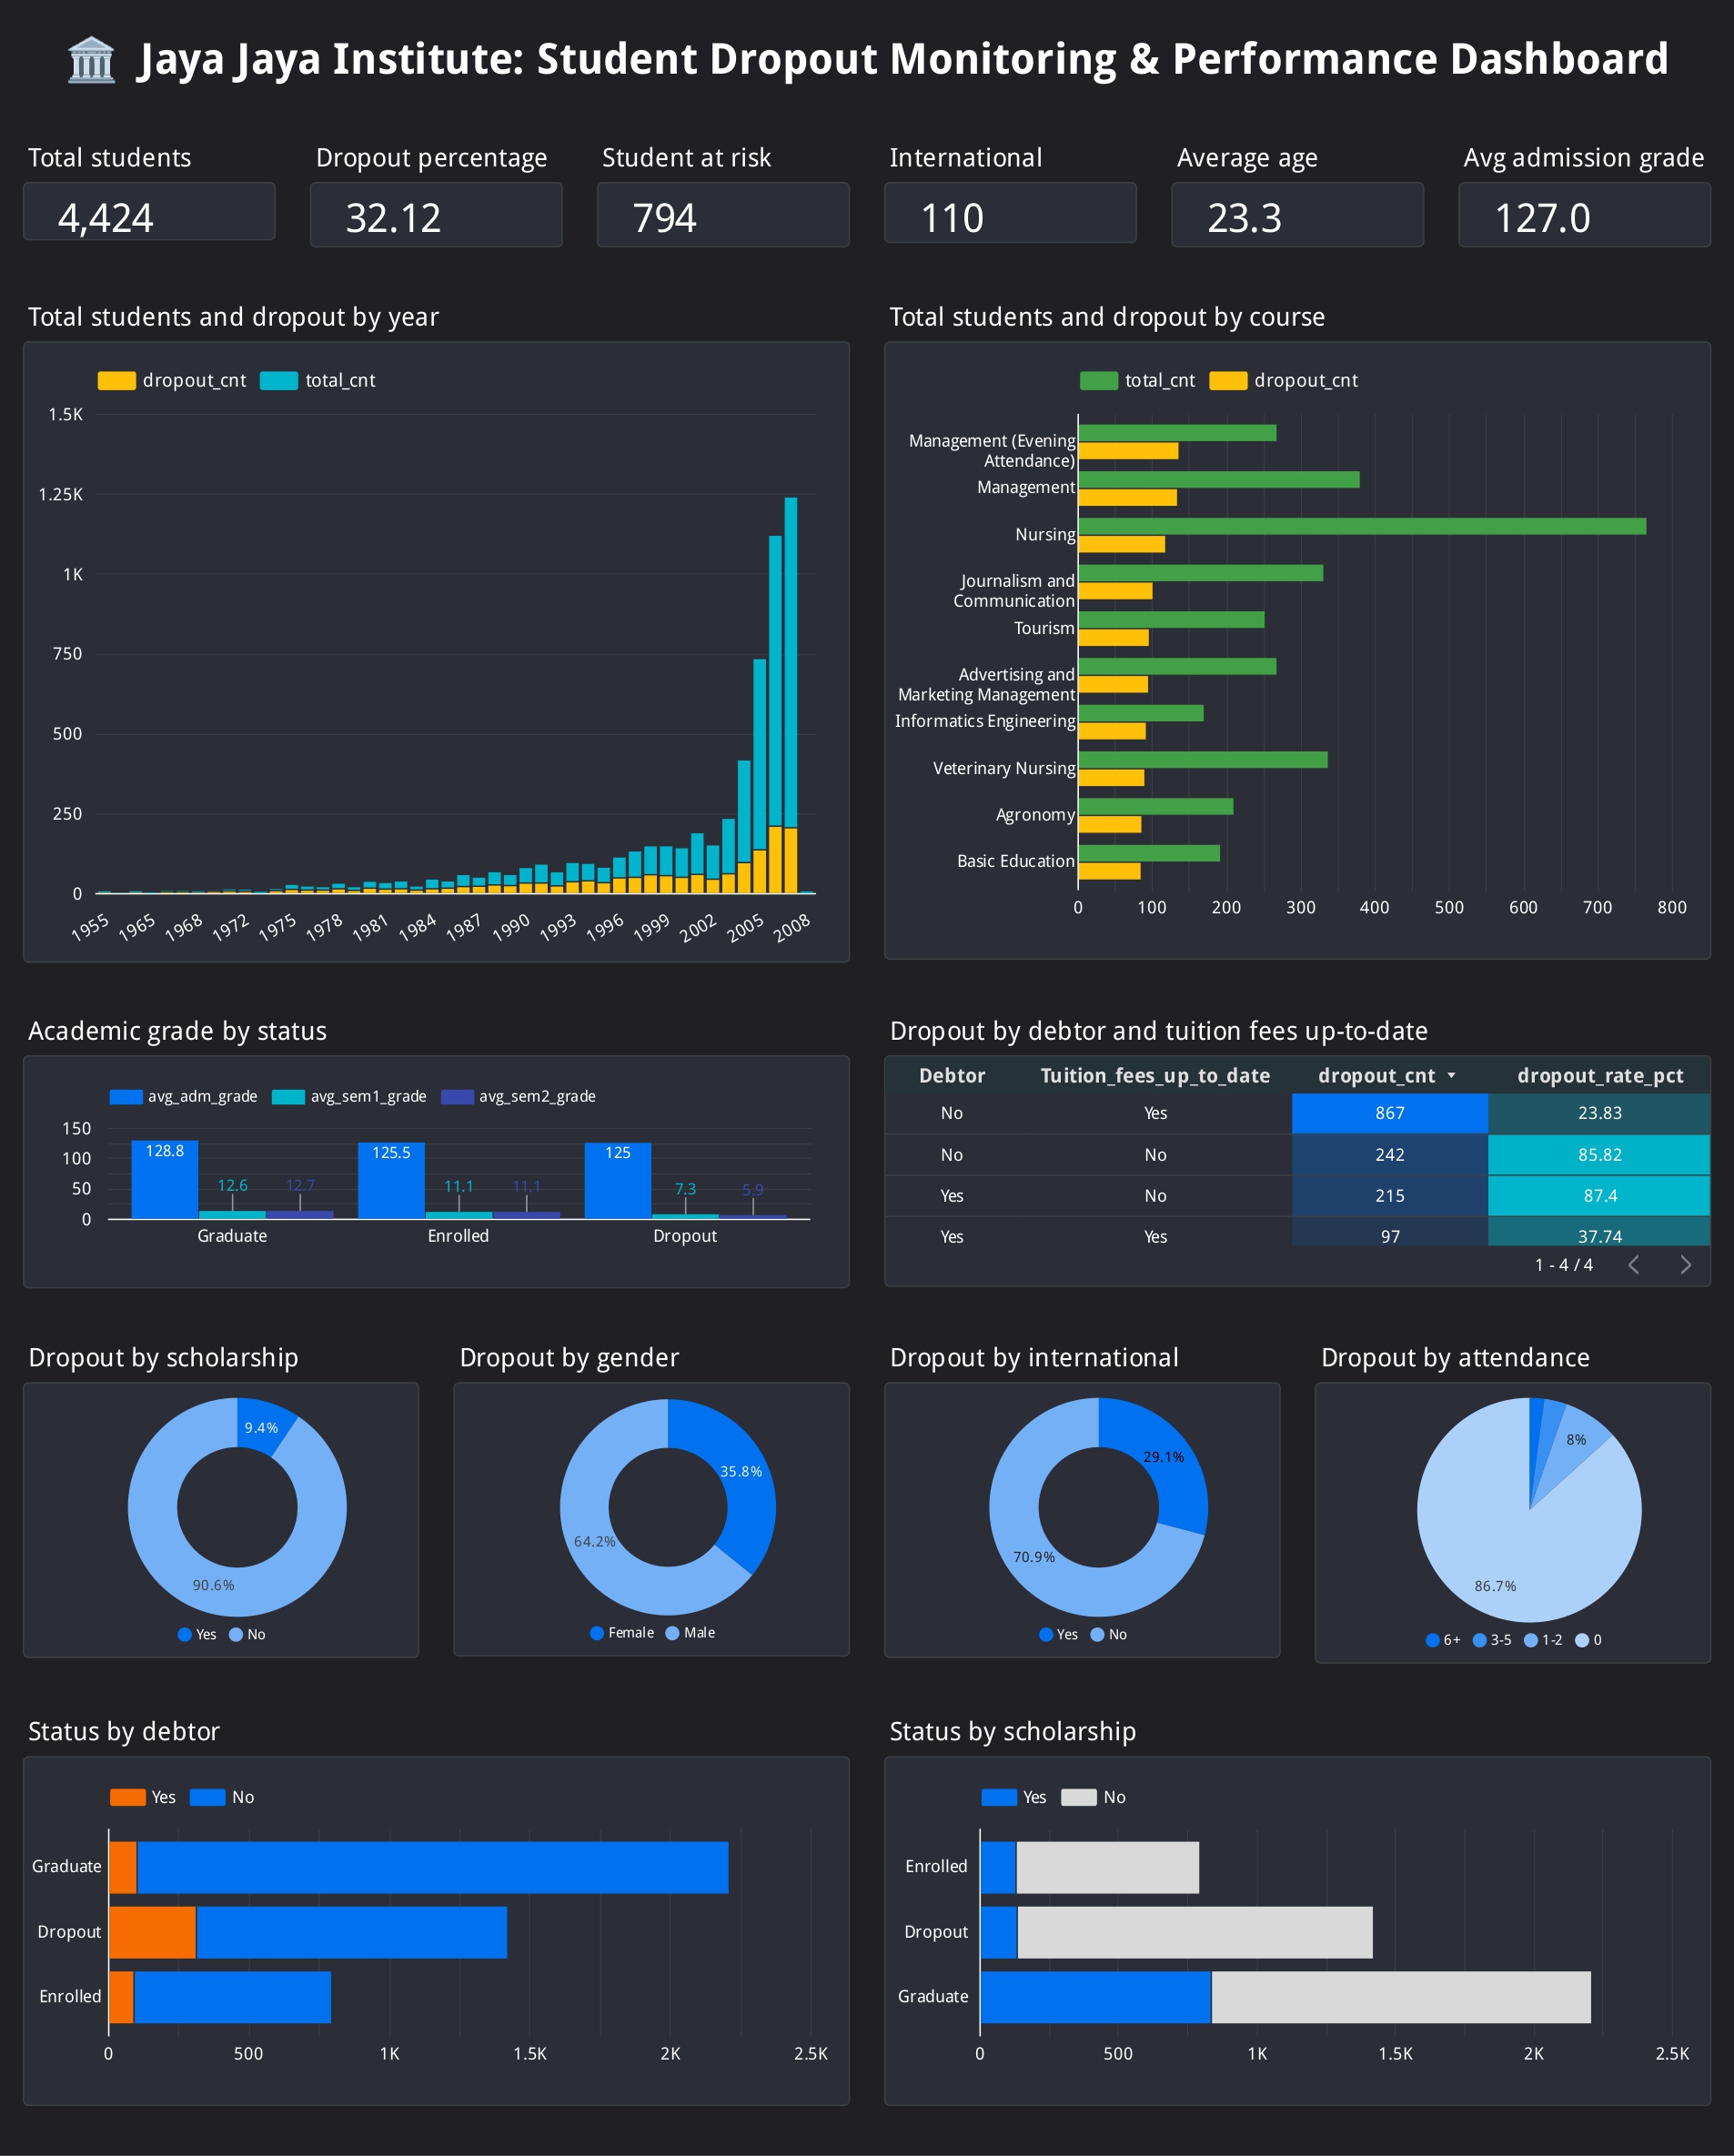 🏛️ Jaya Jaya Institute: Student Dropout Monitoring & Performance Dashboard
Total students
4,424
Dropout percentage
32.12
Student at risk
794
International
110
Average age
23.3
Avg admission grade
127.0
Total students and dropout by year
dropout_cnt total_cnt
1.5K
1.25K
1K
750
500
250
0
1955 1965 1968 1972 1975 1978 1981 1984 1987 1990 1993 1996 1999 2002 2005 2008
Total students and dropout by course
total_cnt dropout_cnt
Management (Evening
Attendance)
Management
Nursing
Journalism and
Communication
Tourism
Advertising and
Marketing Management
Informatics Engineering
Veterinary Nursing
Agronomy
Basic Education
0 100 200 300 400 500 600 700 800
Academic grade by status
avg_adm_grade avg_sem1_grade avg_sem2_grade
150
100
50
0
128.8 12.6 12.7 125.5 11.1 11.1 125 7.3 5.9
Graduate Enrolled Dropout
Dropout by debtor and tuition fees up-to-date
Debtor Tuition_fees_up_to_date dropout_cnt dropout_rate_pct
No Yes 867 23.83
No No 242 85.82
Yes No 215 87.4
Yes Yes 97 37.74
1 - 4 / 4
Dropout by scholarship
9.4%
90.6%
Yes No
Dropout by gender
35.8%
64.2%
Female Male
Dropout by international
29.1%
70.9%
Yes No
Dropout by attendance
8%
86.7%
6+ 3-5 1-2 0
Status by debtor
Yes No
Graduate
Dropout
Enrolled
0 500 1K 1.5K 2K 2.5K
Status by scholarship
Yes No
Enrolled
Dropout
Graduate
0 500 1K 1.5K 2K 2.5K